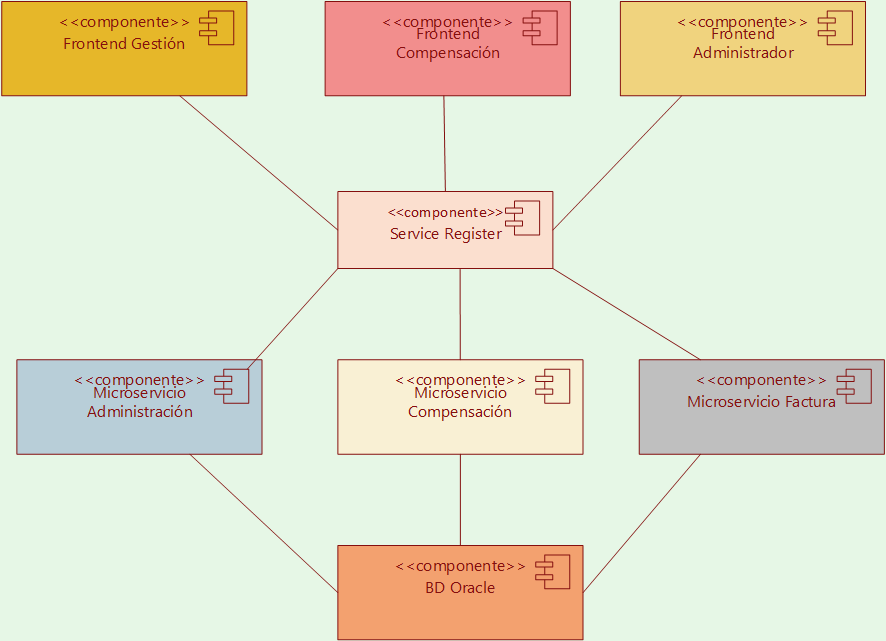 <<componente>>
Frontend Gestión
<<componente>>
Frontend
Compensación
<<componente>>
Frontend
Administrador
<<componente>>
Service Register
<<componente>>
Microservicio
Administración
<<componente>>
Microservicio
Compensación
<<componente>>
Microservicio Factura
<<componente>>
BD Oracle